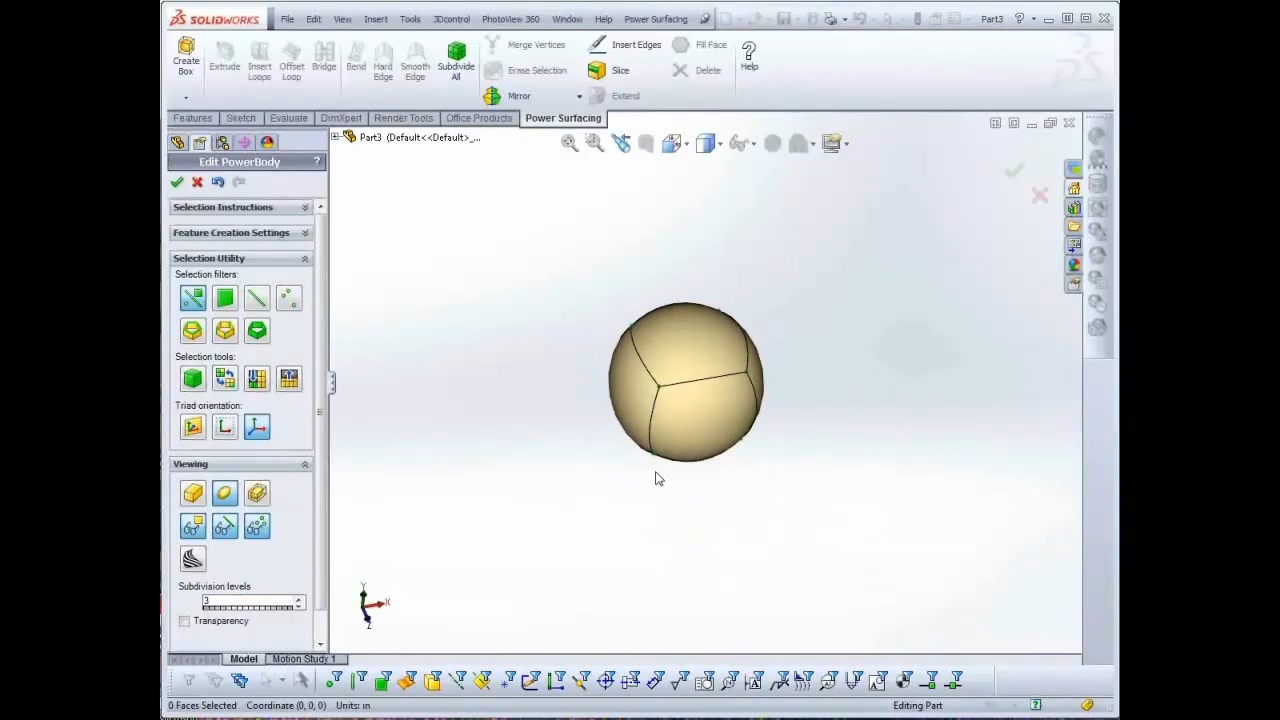 SOLIDWORKS File Edit View Insert Tools 3Dcontrol PhotoView 360 Window Help Power Surfacing Part3 ?
Create Box Extrude Insert Loops Offset Loop Bridge Bend Hard Edge Smooth Edge Subdivide All
Merge Vertices Insert Edges Fill Face
Erase Selection Slice Delete Help
Mirror Extend
Features Sketch Evaluate DimXpert Render Tools Office Products Power Surfacing
Part3 (Default<<Default>_...
Edit PowerBody ?
Selection Instructions
Feature Creation Settings
Selection Utility
Selection filters:
Selection tools:
Triad orientation:
Viewing
Subdivision levels
3
Transparency
Y
X
Z
Model Motion Study 1
0 Faces Selected Coordinate (0, 0, 0) Units: in Editing Part